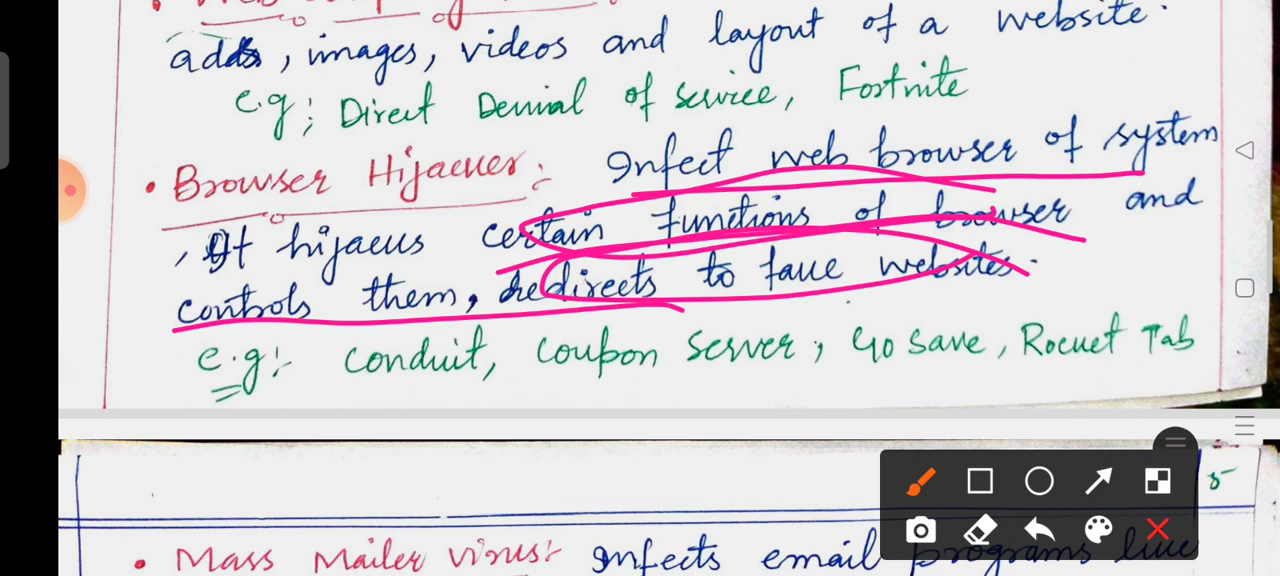 adds, images, videos and layout of a website.
e.g; Direct Denial of service, Fortnite
• Browser Hijacker:- Infect web browser of system
, It hijacks certain functions of browser and
controls them, redirects to fake websites.
e.g:- Conduit, Coupon Server, Go Save, Rocket Tab
5
• Mass Mailer Virus:- Infects email programs like